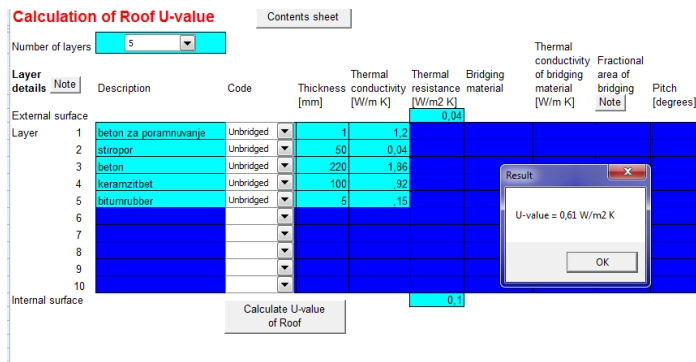 Calculation of Roof U-value
Contents sheet
Number of layers 5
Layer details Note Description Code Thickness [mm] Thermal conductivity [W/m K] Thermal resistance [W/m2 K] Bridging material Thermal conductivity of bridging material [W/m K] Fractional area of bridging Note Pitch [degrees]
External surface 0,04
Layer 1 beton za poramnuvanje Unbridged 1 1,2
2 stiropor Unbridged 50 0,04
3 beton Unbridged 220 1,86
4 keramzitbet Unbridged 100 ,92
5 bitumrubber Unbridged 5 ,15
6
7
8
9
10
Internal surface 0,1
Calculate U-value
of Roof
Result
U-value = 0,61 W/m2 K
OK